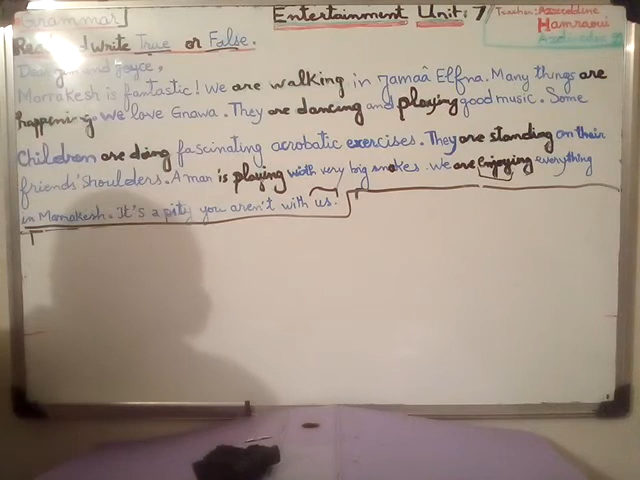 Grammar
Entertainment Unit: 7
Teacher: Azzeddine
Hamraoui
Read and Write True or False.
Dear Jim and Joyce,
Marrakesh is fantastic! We are walking in Jamaâ Elfna. Many things are
happening We love Gnawa. They are dancing and playing good music. Some
Children are doing fascinating acrobatic exercises. They are standing on their
friends' shoulders. A man is playing with very big snakes. We are enjoying everything
in Marrakesh. It's a pity you aren't with us.